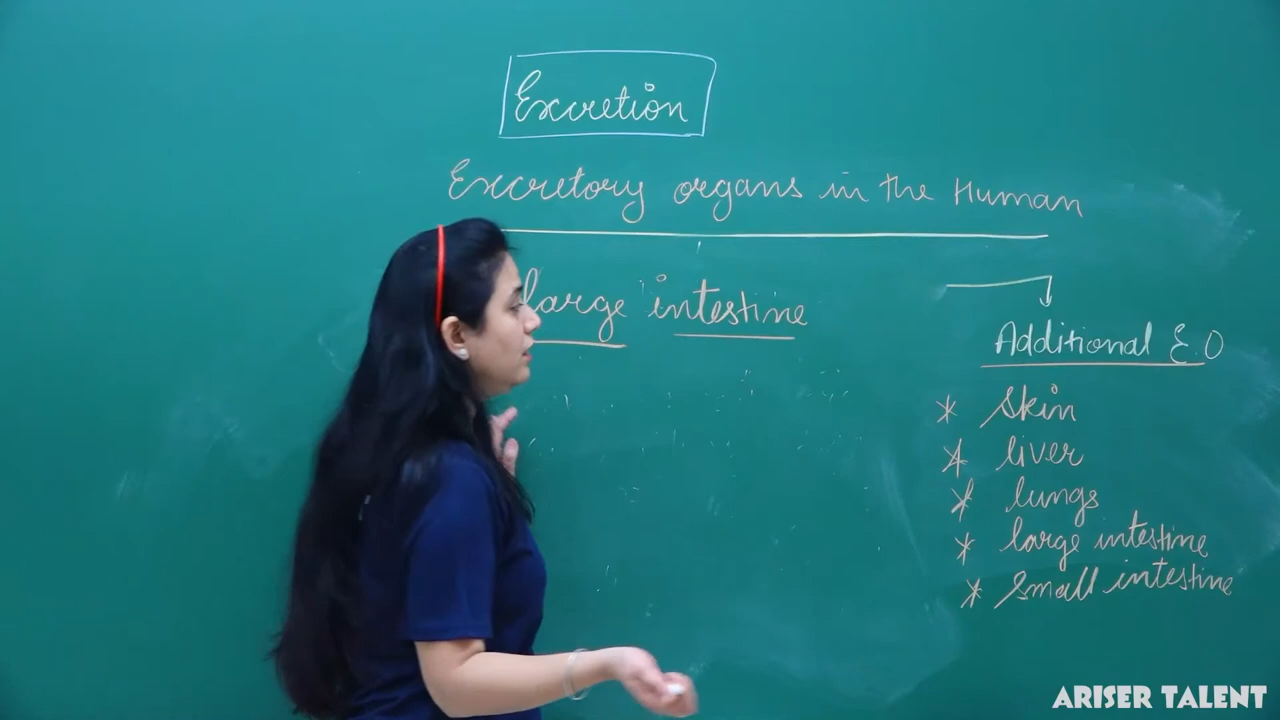 Excretion
Excretory organs in the Human
large intestine
Additional E.O
* Skin
* liver
* lungs
* large intestine
* Small intestine
ARISER TALENT